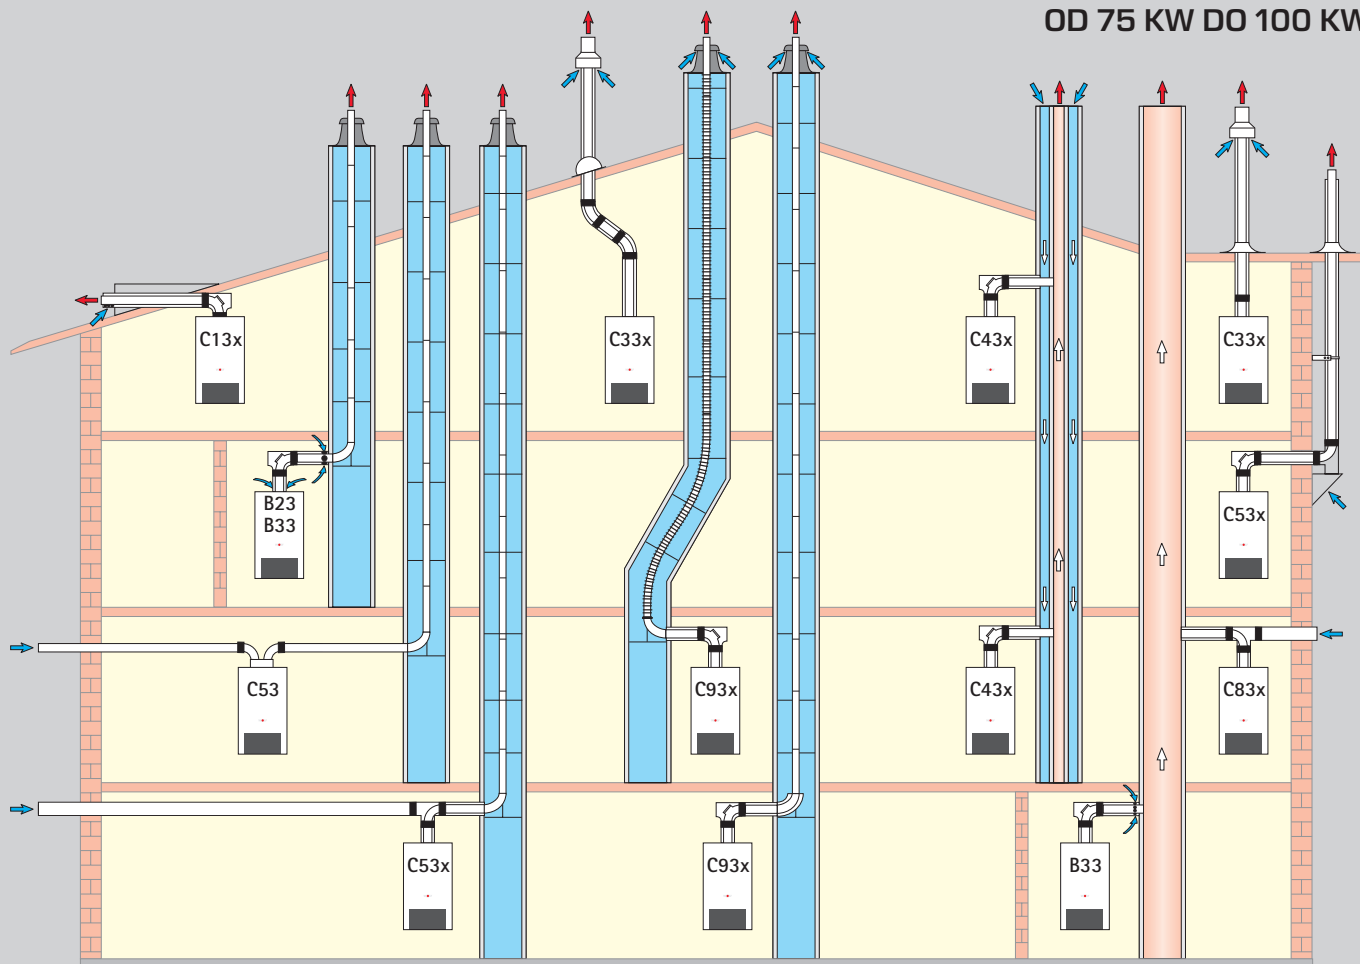 OD 75 KW DO 100 KW
C13x
C33x
C43x
C33x
B23
B33
C53x
C53
C93x
C43x
C83x
C53x
C93x
B33